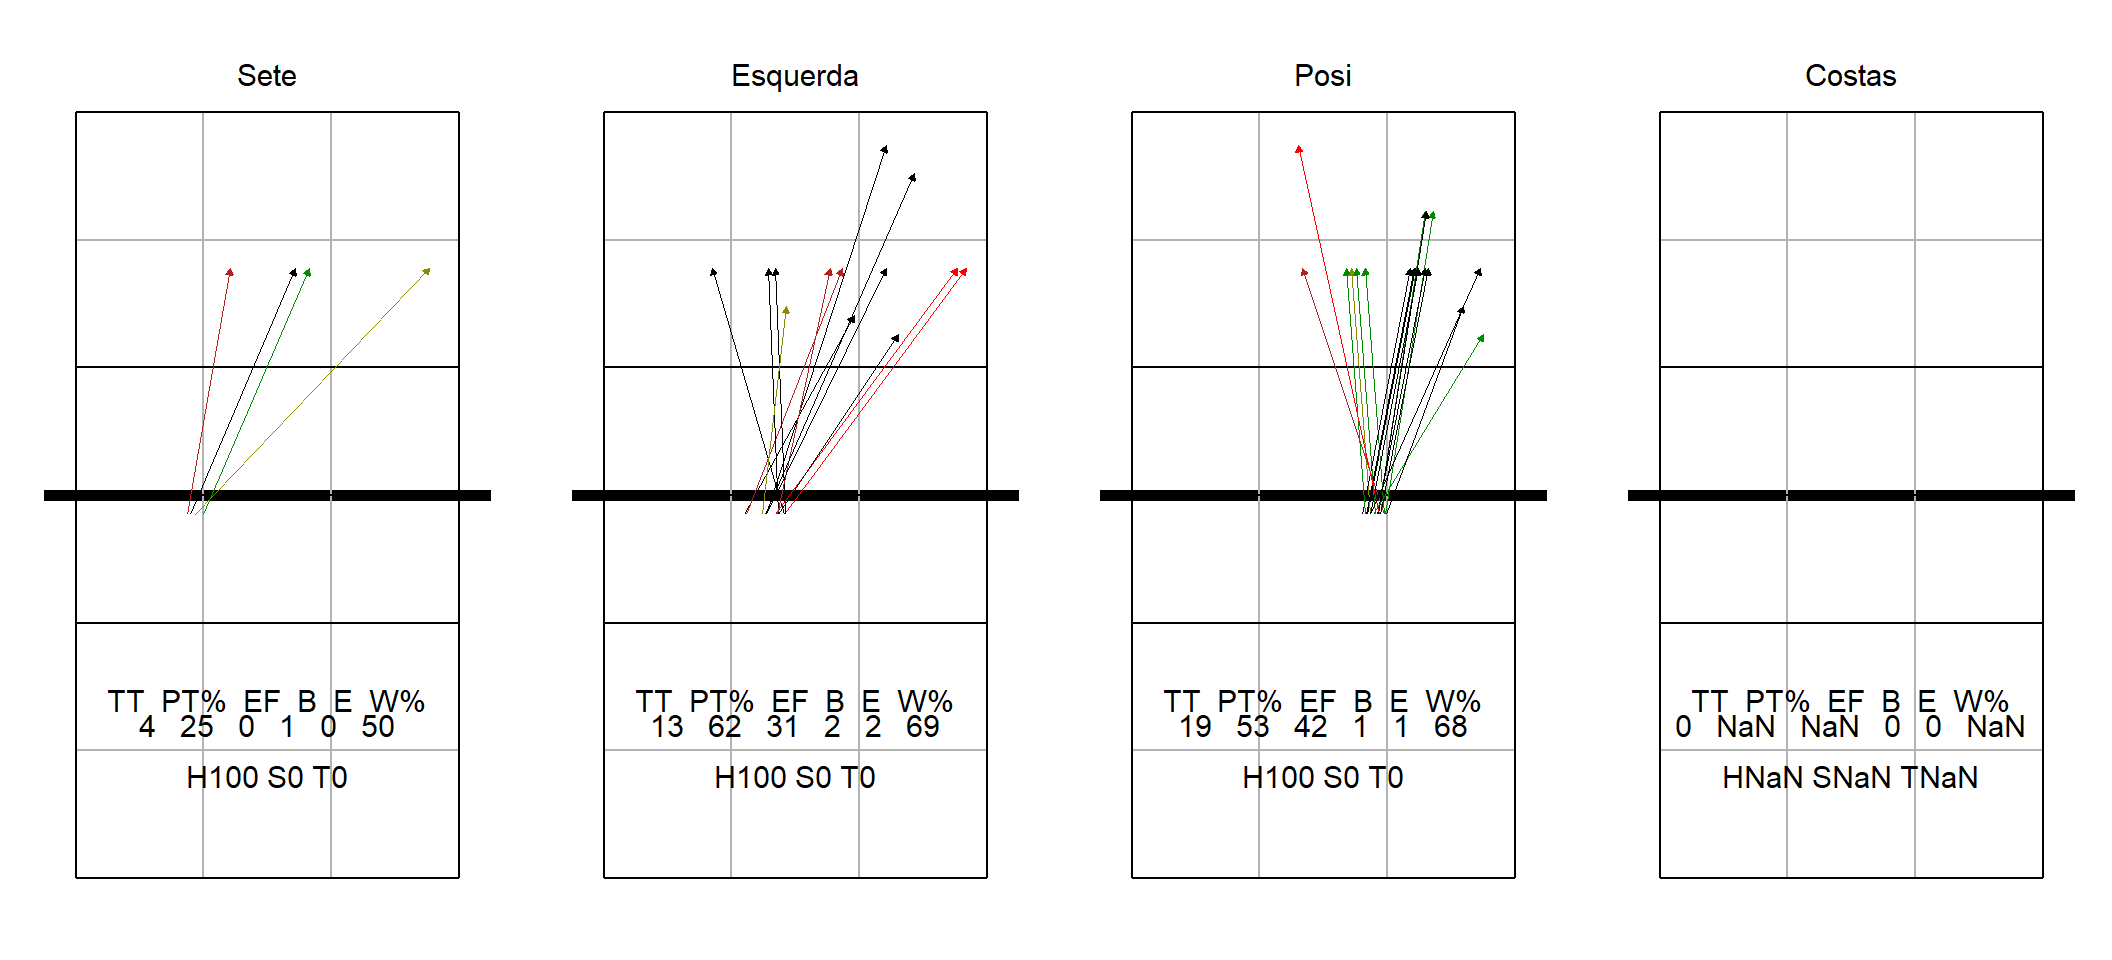 Sete
TT PT% EF B E W%
4 25 0 1 0 50
H100 S0 T0
Esquerda
TT PT% EF B E W%
13 62 31 2 2 69
H100 S0 T0
Posi
TT PT% EF B E W%
19 53 42 1 1 68
H100 S0 T0
Costas
TT PT% EF B E W%
0 NaN NaN 0 0 NaN
HNaN SNaN TNaN